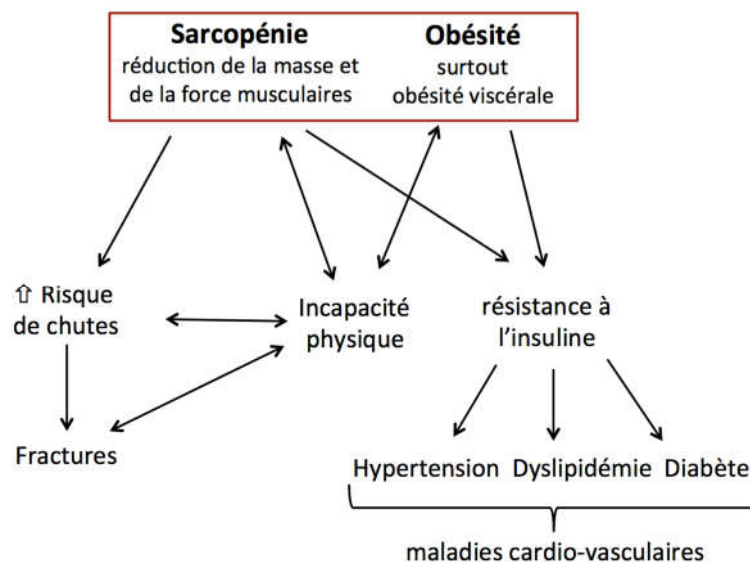 Sarcopénie
réduction de la masse et
de la force musculaires
Obésité
surtout
obésité viscérale
⇧ Risque
de chutes
Incapacité
physique
résistance à
l'insuline
Fractures
Hypertension Dyslipidémie Diabète
maladies cardio-vasculaires